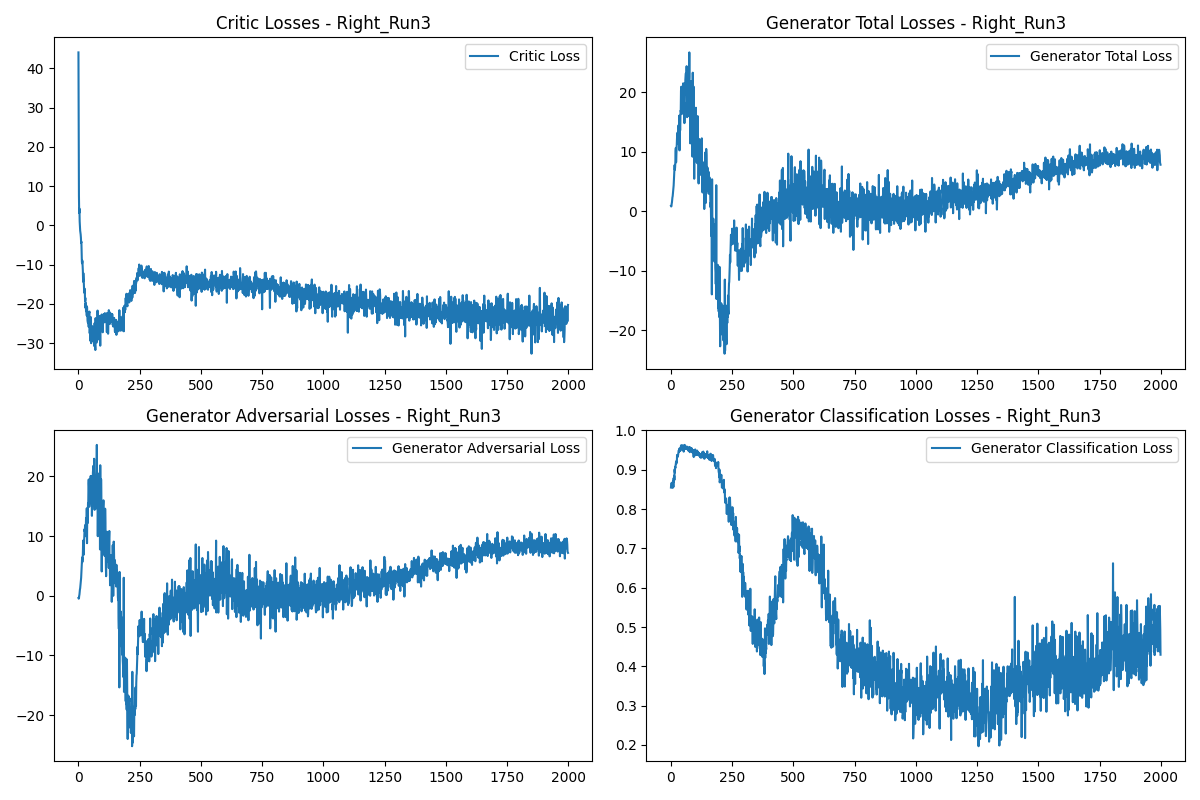 Critic Losses - Right_Run3
Critic Loss
40
30
20
10
0
−10
−20
−30
0 250 500 750 1000 1250 1500 1750 2000
Generator Total Losses - Right_Run3
Generator Total Loss
20
10
0
−10
−20
0 250 500 750 1000 1250 1500 1750 2000
Generator Adversarial Losses - Right_Run3
Generator Adversarial Loss
20
10
0
−10
−20
0 250 500 750 1000 1250 1500 1750 2000
Generator Classification Losses - Right_Run3
Generator Classification Loss
1.0
0.9
0.8
0.7
0.6
0.5
0.4
0.3
0.2
0 250 500 750 1000 1250 1500 1750 2000